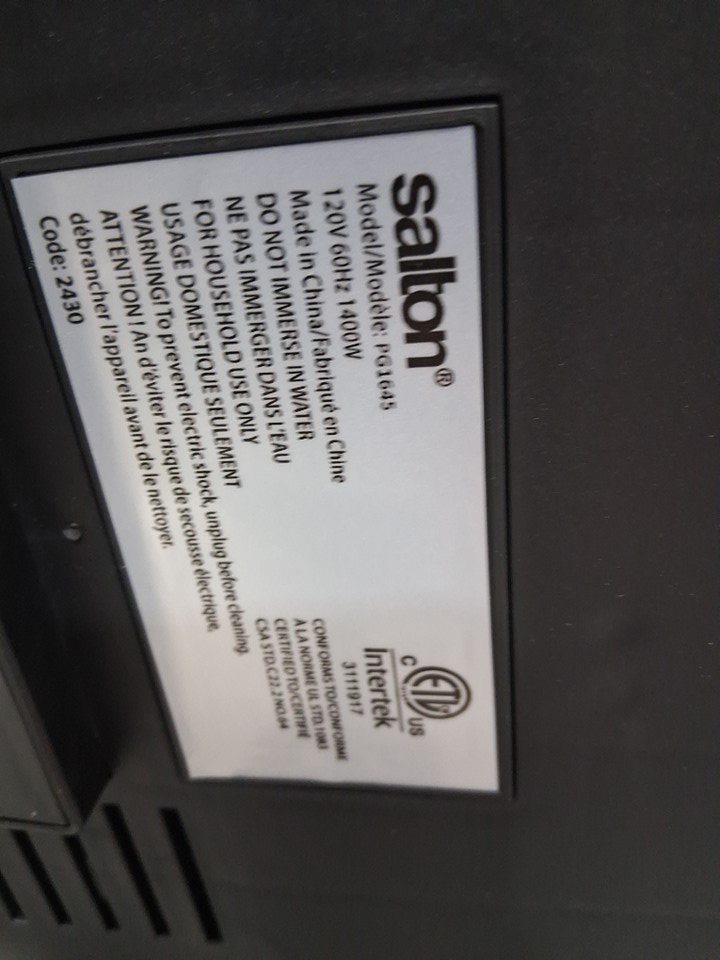 salton®
Model/Modèle: PG1645
120V 60Hz 1400W
Made in China/Fabriqué en Chine
DO NOT IMMERSE IN WATER
NE PAS IMMERGER DANS L'EAU
FOR HOUSEHOLD USE ONLY
USAGE DOMESTIQUE SEULEMENT
WARNING! To prevent electric shock, unplug before cleaning.
ATTENTION! An d'éviter le risque de secousse électrique,
débrancher l'appareil avant de le nettoyer.
Code: 2430
ETL
C US
Intertek
3111917
CONFORMS TO/CONFORME
À LA NORME UL STD.1083
CERTIFIED TO/CERTIFIÉ
CSA STD.C22.2 NO.64